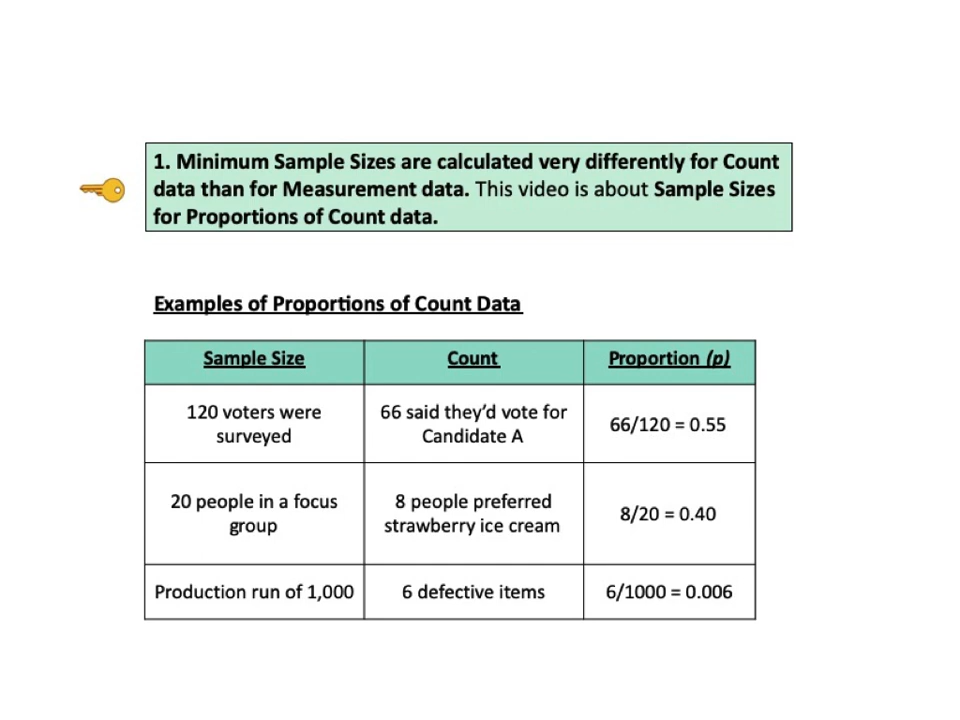 1. Minimum Sample Sizes are calculated very differently for Count
data than for Measurement data. This video is about Sample Sizes
for Proportions of Count data.
Examples of Proportions of Count Data
Sample Size Count Proportion (p)
120 voters were
surveyed
66 said they'd vote for
Candidate A
66/120 = 0.55
20 people in a focus
group
8 people preferred
strawberry ice cream
8/20 = 0.40
Production run of 1,000 6 defective items 6/1000 = 0.006